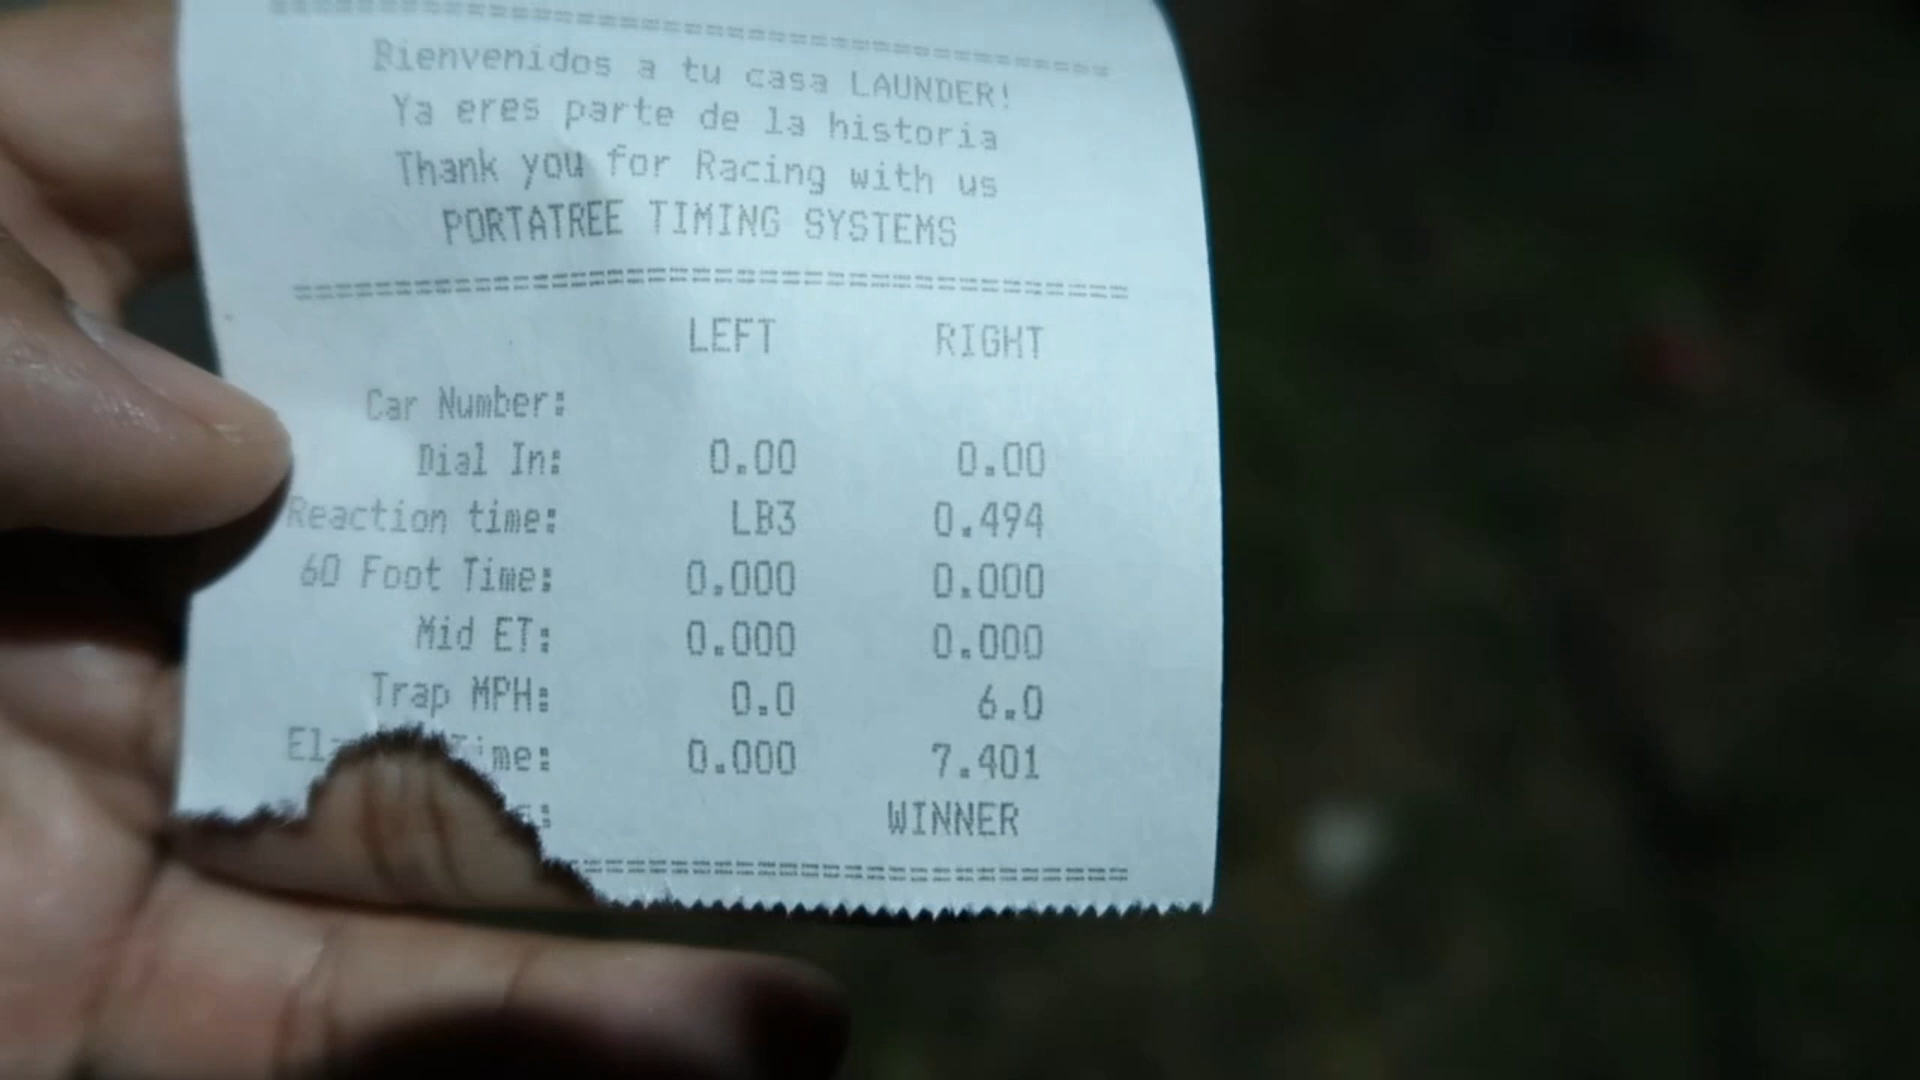 ================================
Bienvenidos a tu casa LAUNDER!
Ya eres parte de la historia
Thank you for Racing with us
PORTATREE TIMING SYSTEMS
================================
LEFT RIGHT
Car Number:
Dial In: 0.00 0.00
Reaction time: LB3 0.494
60 Foot Time: 0.000 0.000
Mid ET: 0.000 0.000
Trap MPH: 0.0 6.0
0.000 7.401
WINNER
================================